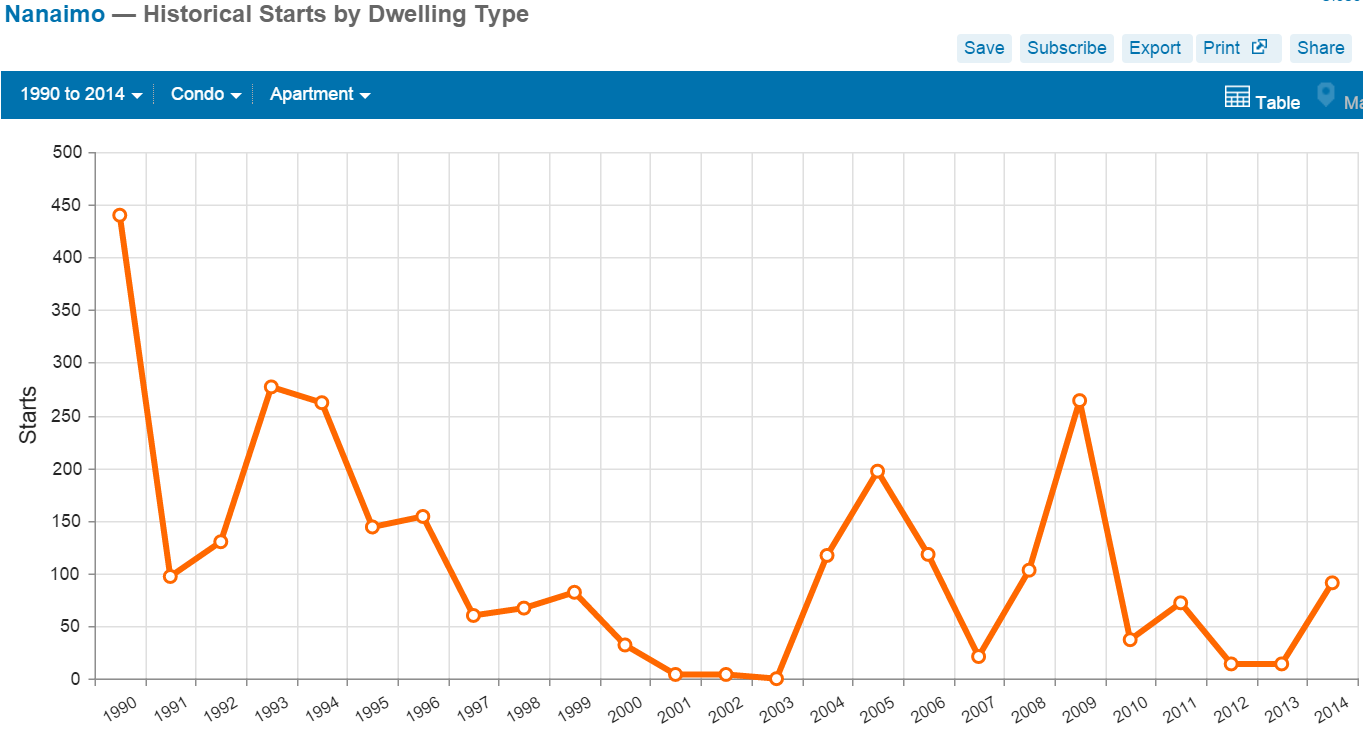 Nanaimo — Historical Starts by Dwelling Type
Save Subscribe Export Print Share
1990 to 2014 Condo Apartment Table
500
450
400
350
300
250
200
150
100
50
0
Starts
1990 1991 1992 1993 1994 1995 1996 1997 1998 1999 2000 2001 2002 2003 2004 2005 2006 2007 2008 2009 2010 2011 2012 2013 2014